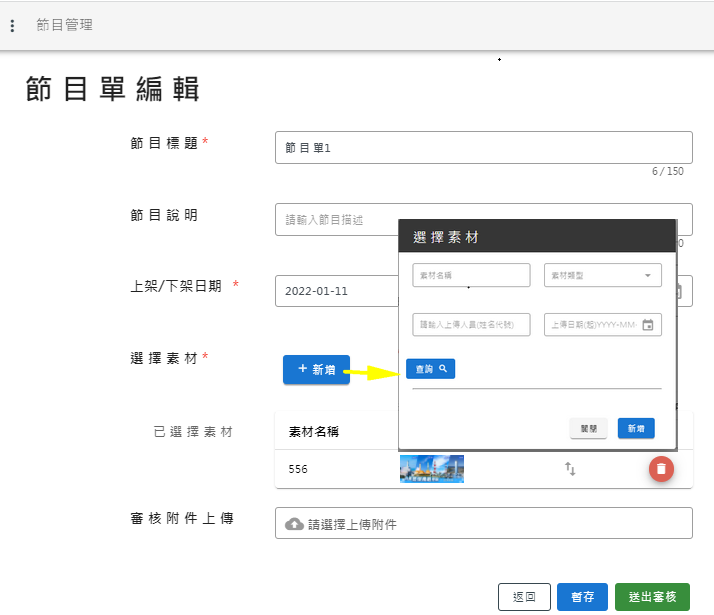 節目管理
節目單編輯
節目標題*
節目單1
6 / 150
節目說明
請輸入節目描述
0
上架/下架日期 *
2022-01-11
選擇素材*
+ 新增
選擇素材
素材名稱
素材類型
請輸入上傳人員(姓名代號)
上傳日期(起)YYYY-MM-
查詢
關閉
新增
已選擇素材
素材名稱
556
審核附件上傳
請選擇上傳附件
返回
暫存
送出審核